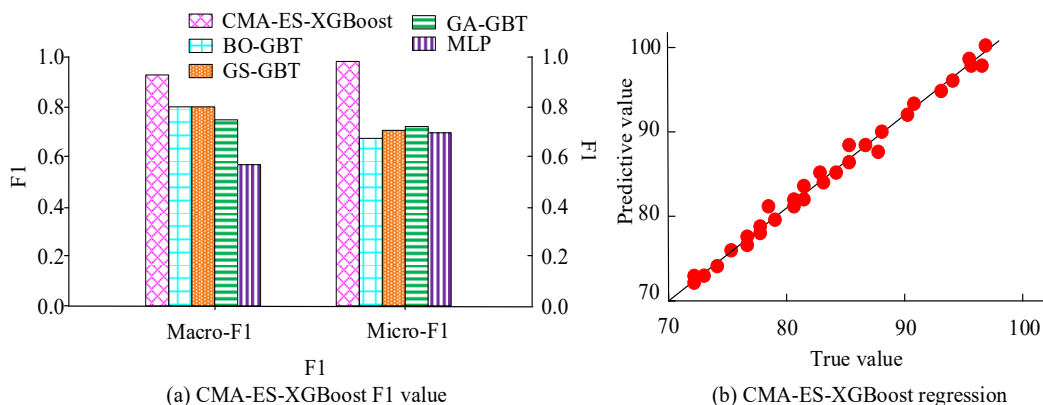 CMA-ES-XGBoost
GA-GBT
BO-GBT
MLP
GS-GBT
1.0
0.8
0.6
0.4
0.2
0.0
F1
1.0
0.8
0.6
0.4
0.2
0.0
F1
Macro-F1
Micro-F1
F1
(a) CMA-ES-XGBoost F1 value
100
90
80
70
Predictive value
70
80
90
100
True value
(b) CMA-ES-XGBoost regression